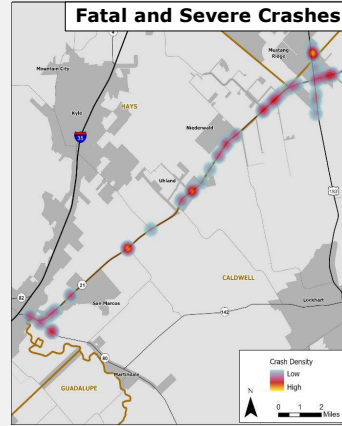 Fatal and Severe Crashes
Mustang
Ridge
Mountain City
HAYS
Kyle
35
Niederwald
183
Uhland
CALDWELL
21
82
San Marcos
Lockhart
142
80
Martindale
GUADALUPE
Crash Density
Low
High
N
0 1 2
Miles